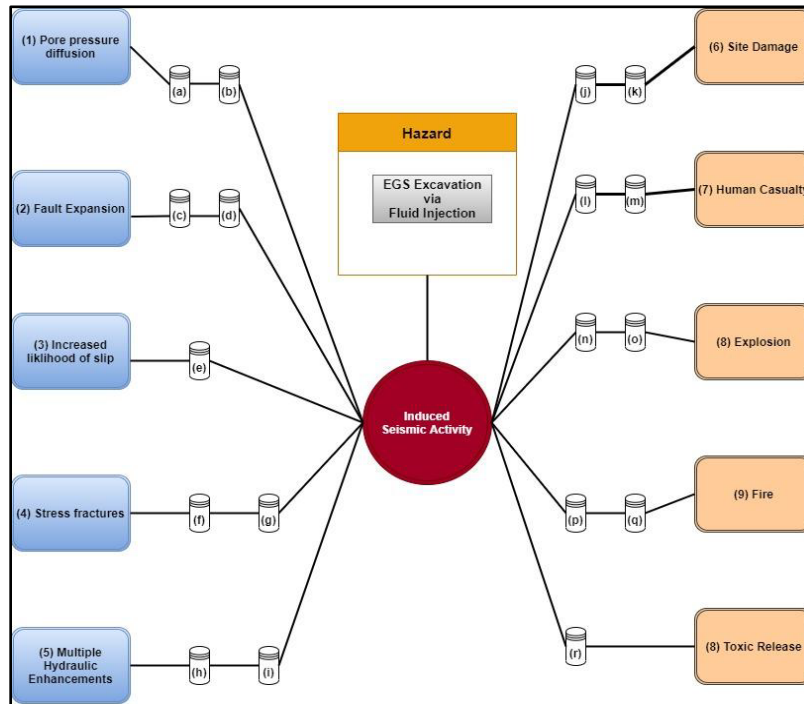 (1) Pore pressure
diffusion
(a)
(b)
(2) Fault Expansion
(c)
(d)
(3) Increased
liklihood of slip
(e)
(4) Stress fractures
(f)
(g)
(5) Multiple
Hydraulic
Enhancements
(h)
(i)
Hazard
EGS Excavation
via
Fluid Injection
Induced
Seismic Activity
(j)
(k)
(6) Site Damage
(l)
(m)
(7) Human Casualty
(n)
(o)
(8) Explosion
(p)
(q)
(9) Fire
(r)
(8) Toxic Release